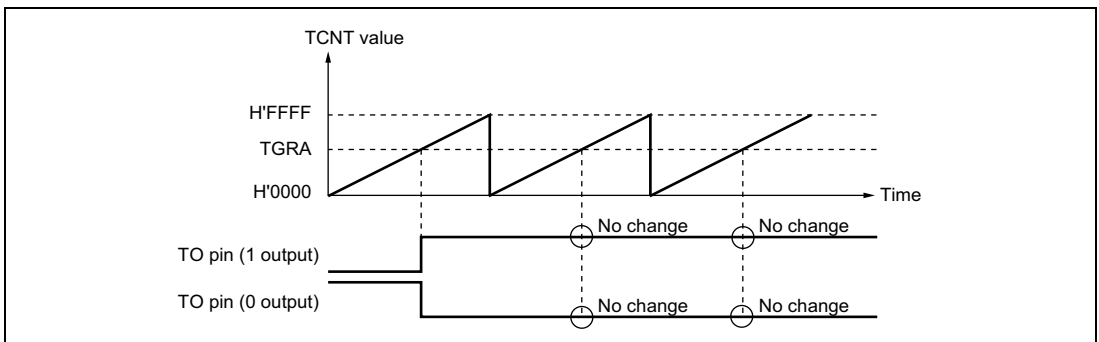 TCNT value
H'FFFF
TGRA
H'0000
Time
No change No change
TO pin (1 output)
TO pin (0 output)
No change No change